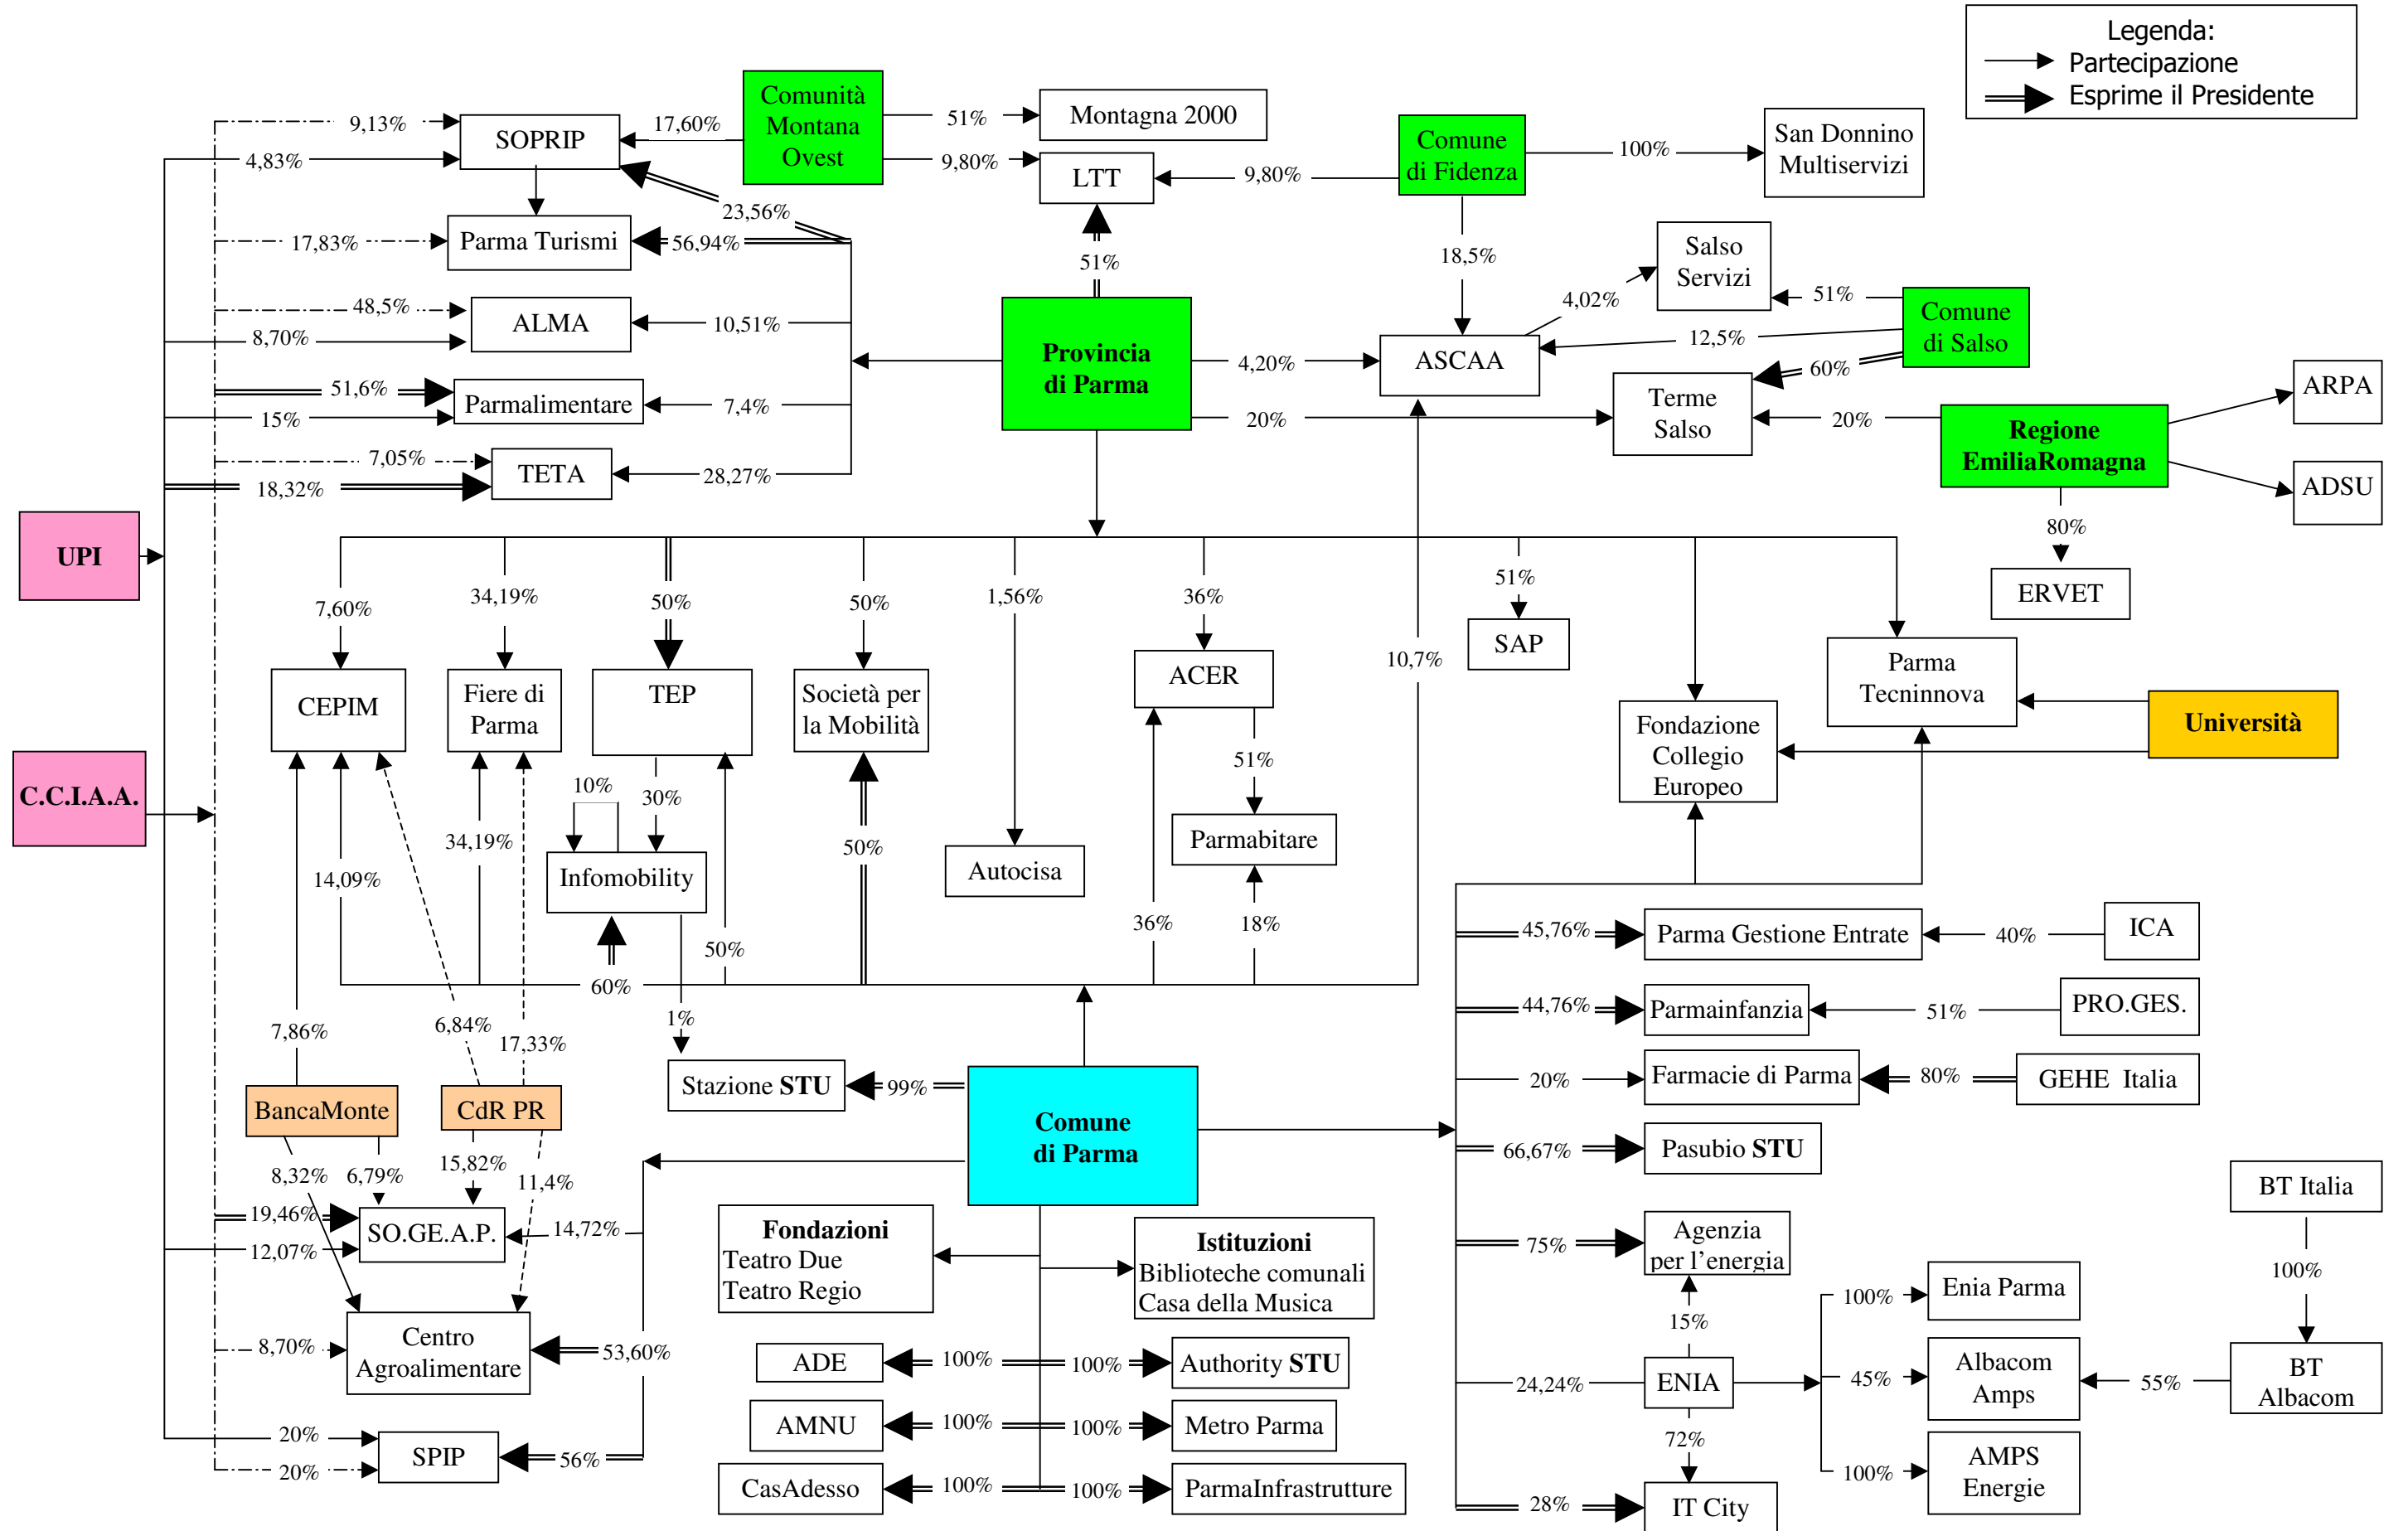 Legenda:
Partecipazione
Esprime il Presidente
Comunità
Montana
Ovest
51%
Montagna 2000
9,13%
SOPRIP
17,60%
4,83%
9,80%
LTT
9,80%
Comune
di Fidenza
100%
San Donnino
Multiservizi
23,56%
17,83%
Parma Turismi
56,94%
51%
18,5%
Salso
Servizi
4,02%
51%
Comune
di Salso
48,5%
ALMA
10,51%
8,70%
Provincia
di Parma
4,20%
ASCAA
12,5%
60%
51,6%
Parmalimentare
7,4%
15%
20%
Terme
Salso
20%
Regione
EmiliaRomagna
ARPA
ADSU
7,05%
TETA
28,27%
18,32%
80%
ERVET
UPI
7,60%
34,19%
50%
50%
1,56%
36%
51%
SAP
10,7%
CEPIM
Fiere di
Parma
TEP
Società per
la Mobilità
ACER
Parma
Tecninnova
Fondazione
Collegio
Europeo
Università
C.C.I.A.A.
10%
30%
51%
34,19%
50%
Parmabitare
14,09%
Infomobility
Autocisa
36%
18%
50%
60%
1%
45,76%
Parma Gestione Entrate
40%
ICA
7,86%
6,84%
17,33%
44,76%
Parmainfanzia
51%
PRO.GES.
BancaMonte
CdR PR
Stazione STU
99%
20%
Farmacie di Parma
80%
GEHE Italia
Comune
di Parma
66,67%
Pasubio STU
8,32%
6,79%
15,82%
11,4%
19,46%
SO.GE.A.P.
14,72%
12,07%
Fondazioni
Teatro Due
Teatro Regio
Istituzioni
Biblioteche comunali
Casa della Musica
75%
Agenzia
per l’energia
BT Italia
100%
15%
100%
Enia Parma
8,70%
Centro
Agroalimentare
53,60%
ADE
100%
100%
Authority STU
24,24%
ENIA
45%
Albacom
Amps
55%
BT
Albacom
AMNU
100%
100%
Metro Parma
72%
20%
SPIP
56%
20%
CasAdesso
100%
100%
ParmaInfrastrutture
100%
AMPS
Energie
28%
IT City